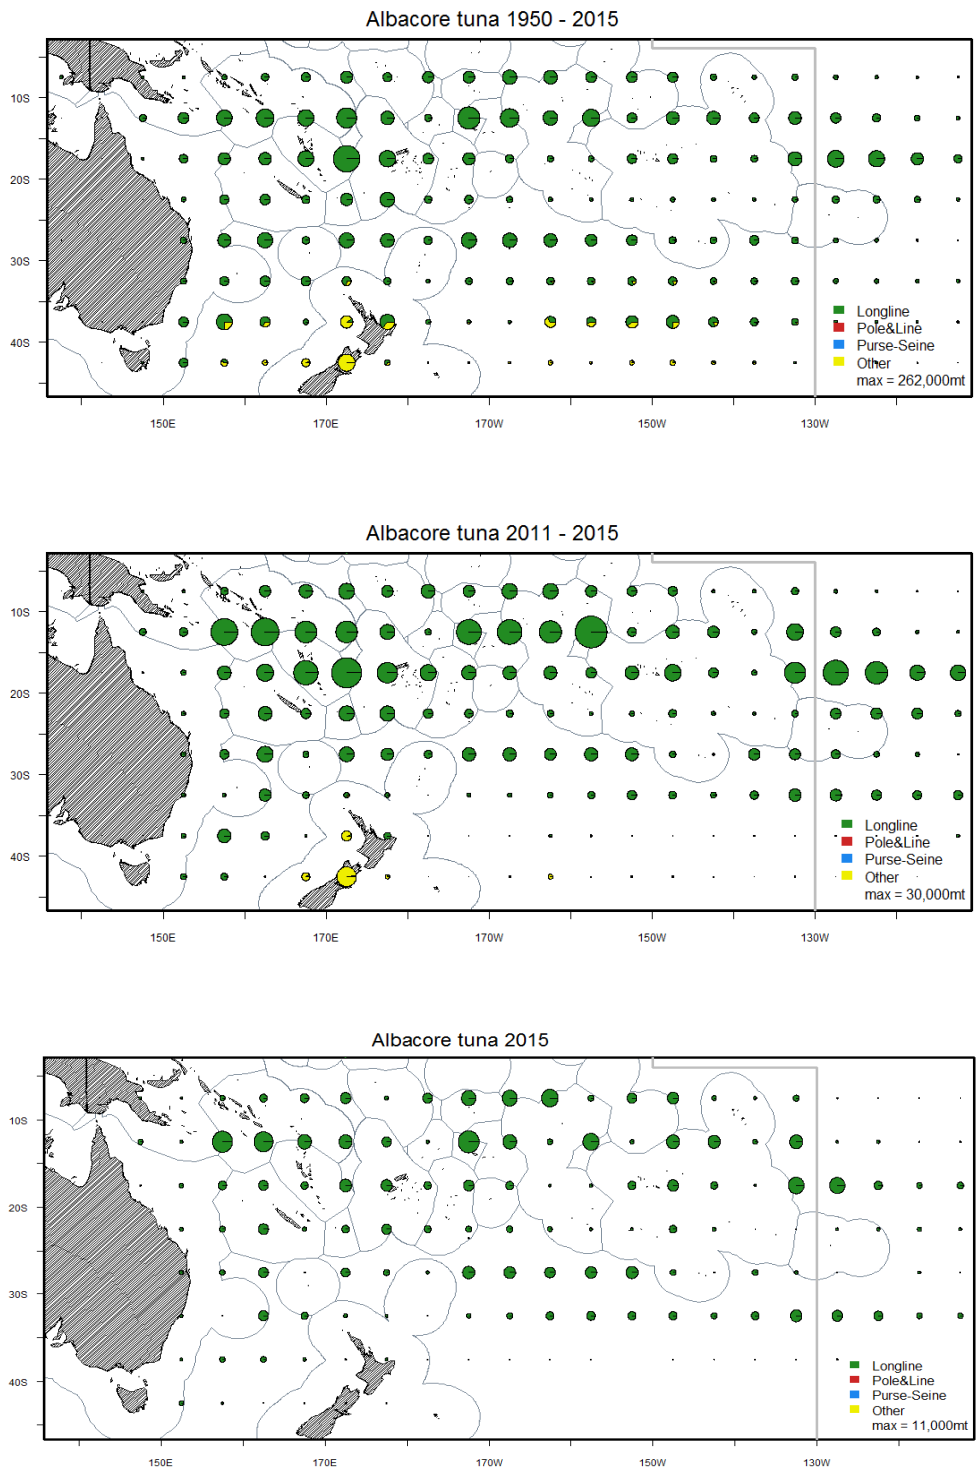 Albacore tuna 1950 - 2015
10S
20S
30S
40S
Longline
Pole&Line
Purse-Seine
Other
max = 262,000mt
150E
170E
170W
150W
130W
Albacore tuna 2011 - 2015
10S
20S
30S
40S
Longline
Pole&Line
Purse-Seine
Other
max = 30,000mt
150E
170E
170W
150W
130W
Albacore tuna 2015
10S
20S
30S
40S
Longline
Pole&Line
Purse-Seine
Other
max = 11,000mt
150E
170E
170W
150W
130W